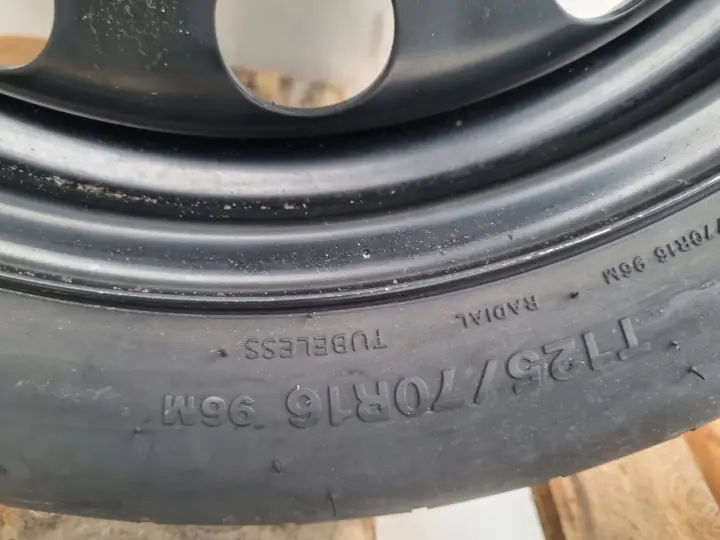 T125/70R16 96M
RADIAL TUBELESS
/70R16 96M